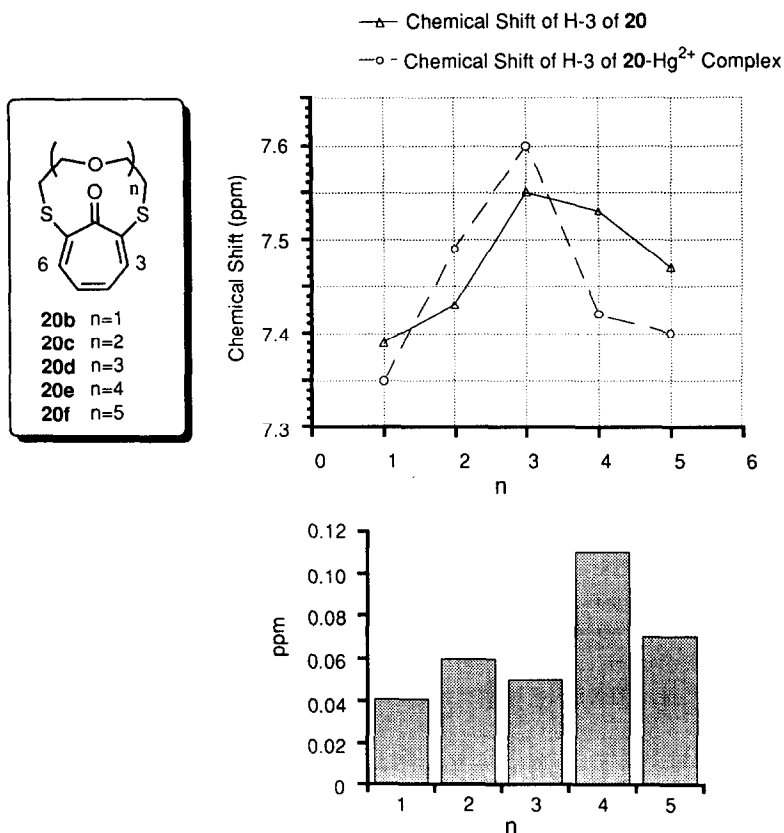 Chemical Shift of H-3 of 20
Chemical Shift of H-3 of 20-Hg2+ Complex
O
n
O
S
S
6
3
20b n=1
20c n=2
20d n=3
20e n=4
20f n=5
Chemical Shift (ppm)
7.6
7.5
7.4
7.3
0 1 2 3 4 5 6
n
ppm
0.12
0.10
0.08
0.06
0.04
0.02
0
1 2 3 4 5
n